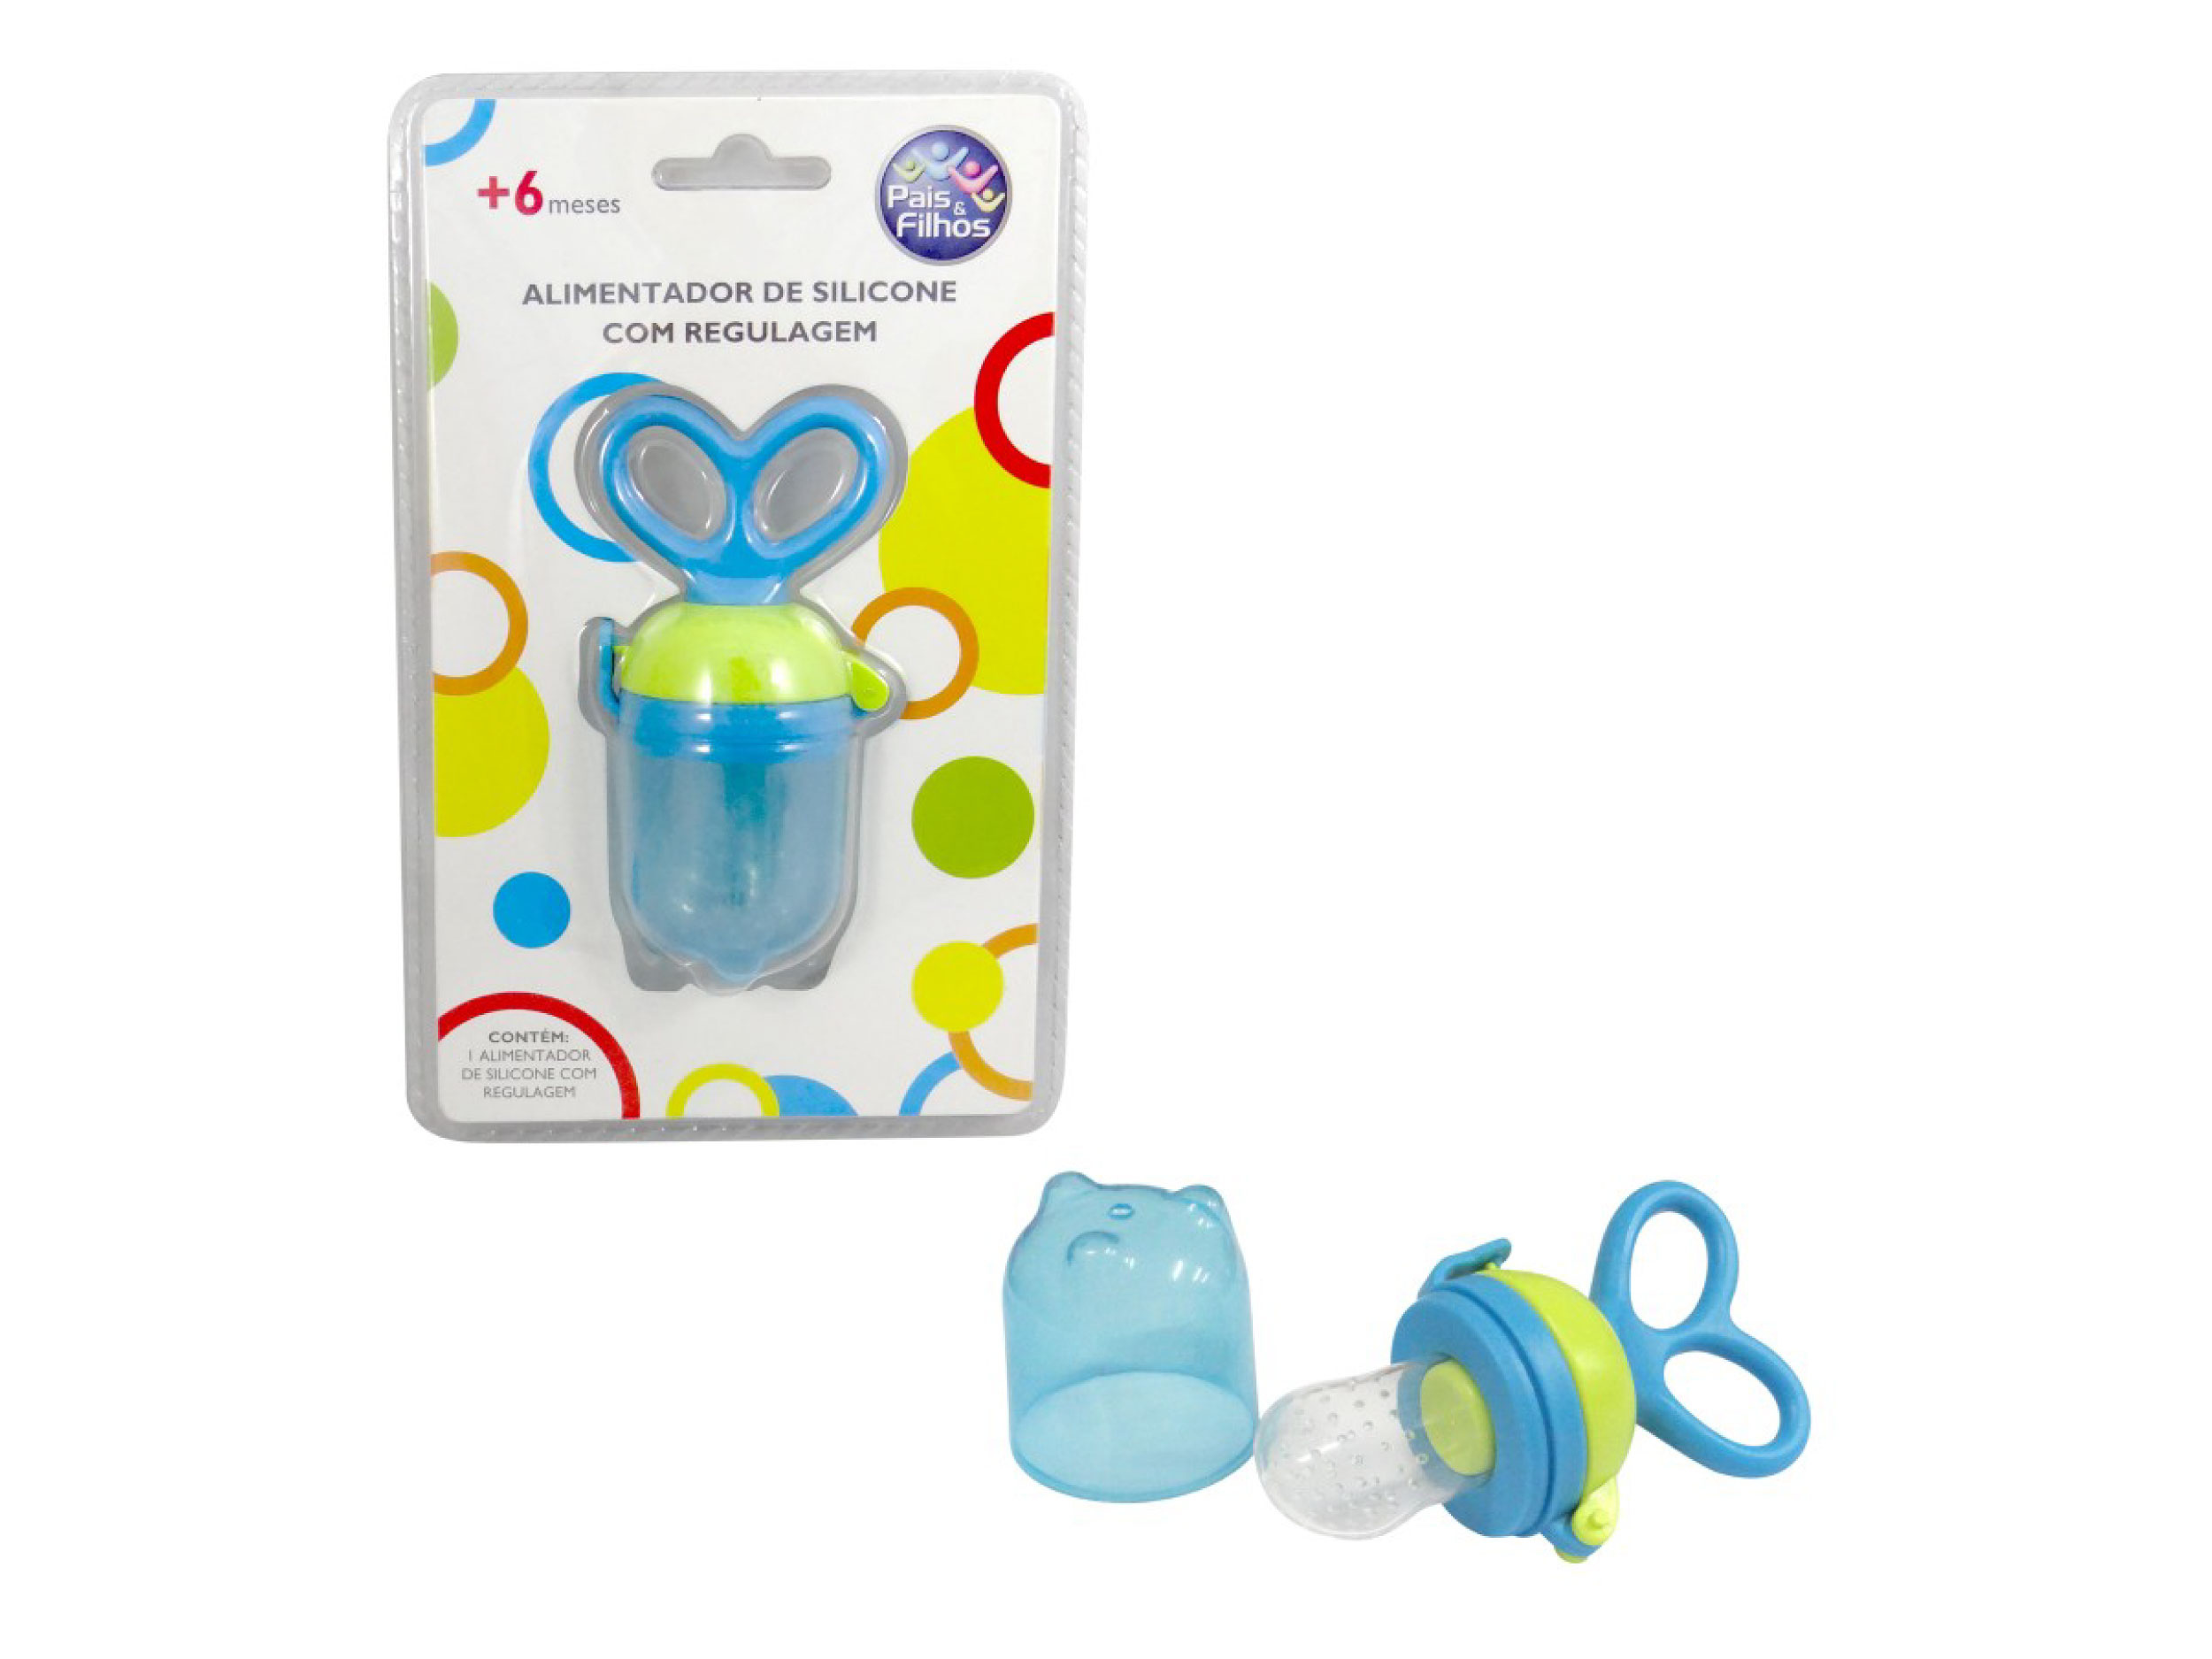 +6 meses
Pais
&
Filhos
ALIMENTADOR DE SILICONE
COM REGULAGEM
CONTÉM:
1 ALIMENTADOR
DE SILICONE COM
REGULAGEM